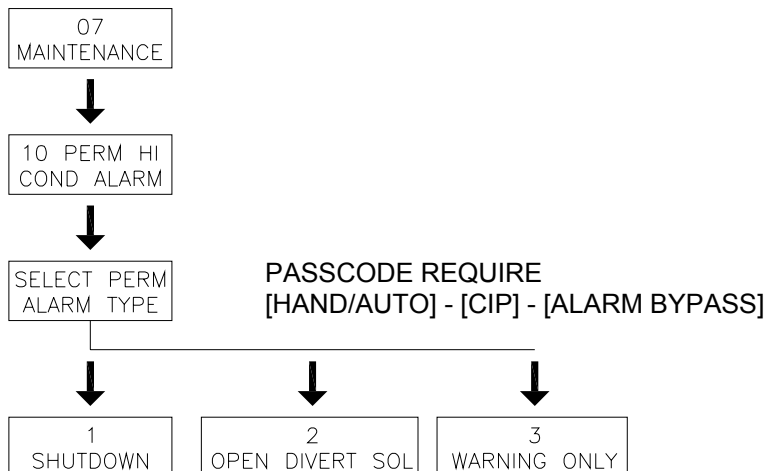 07
MAINTENANCE
10 PERM HI
COND ALARM
SELECT PERM
ALARM TYPE
PASSCODE REQUIRE
[HAND/AUTO] - [CIP] - [ALARM BYPASS]
1
SHUTDOWN
2
OPEN DIVERT SOL
3
WARNING ONLY